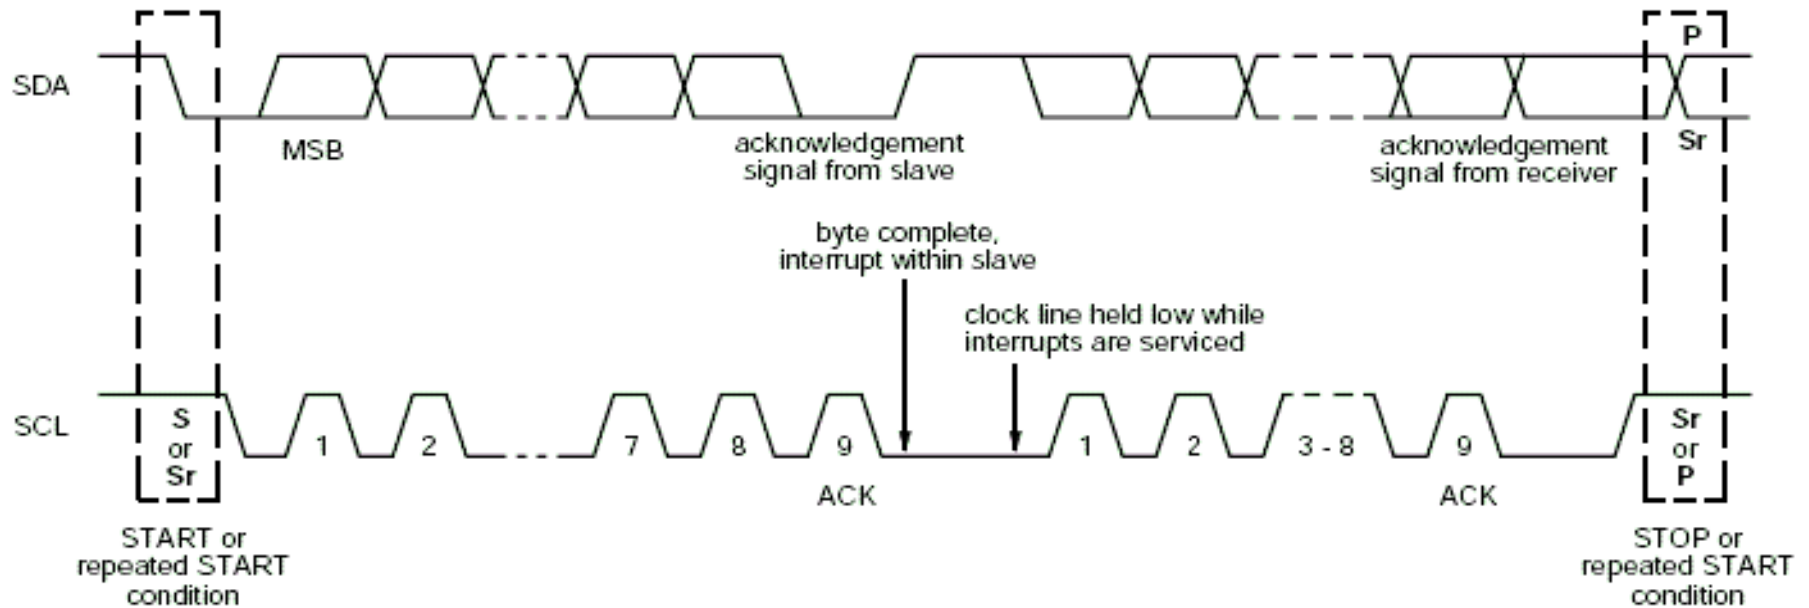 P
SDA
MSB
acknowledgement
signal from slave
acknowledgement
signal from receiver
Sr
byte complete,
interrupt within slave
clock line held low while
interrupts are serviced
SCL
S
or
Sr
1
2
7
8
9
1
2
3 - 8
9
Sr
or
P
ACK
ACK
START or
repeated START
condition
STOP or
repeated START
condition